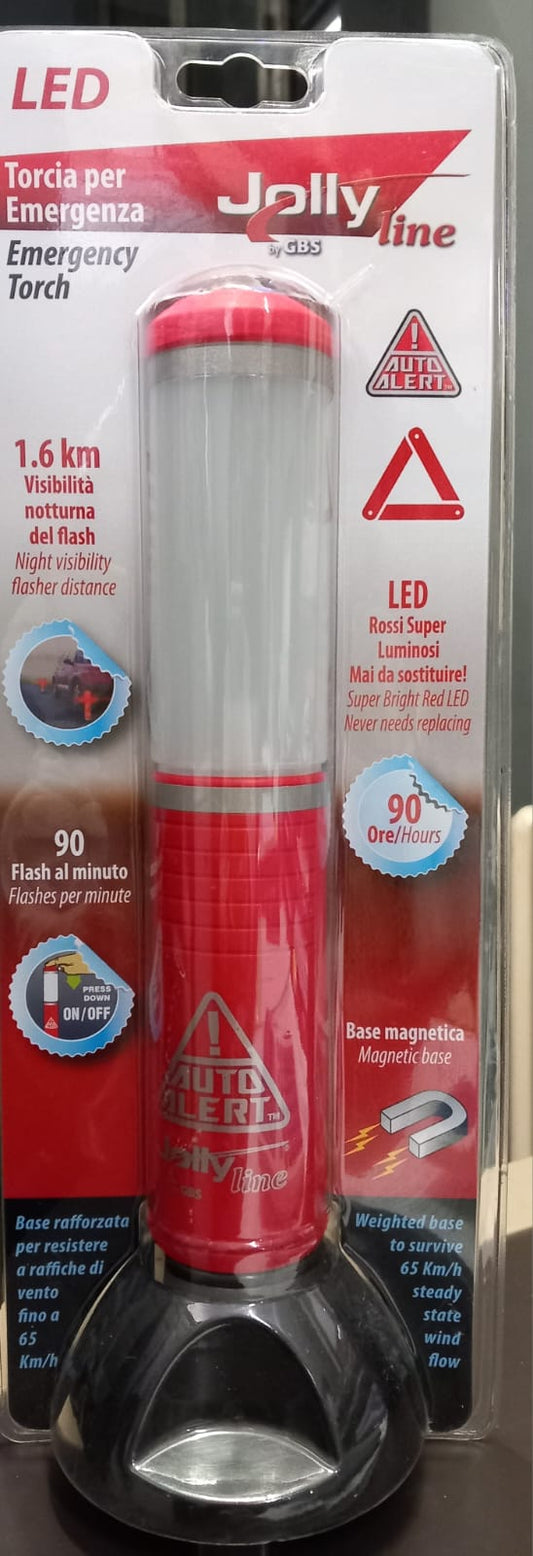 LED
Torcia per
Emergenza
Emergency
Torch
Jolly
line
by GBS
!
AUTO
ALERT™
1.6 km
Visibilità
notturna
del flash
Night visibility
flasher distance
LED
Rossi Super
Luminosi
Mai da sostituire!
Super Bright Red LED
Never needs replacing
90
Ore/Hours
90
Flash al minuto
Flashes per minute
PRESS
DOWN
ON/OFF
Base magnetica
Magnetic base
!
AUTO
ALERT™
Jolly
line
GBS
Base rafforzata
per resistere
a raffiche di
vento
fino a
65
Km/h
Weighted base
to survive
65 Km/h
steady
state
wind
flow